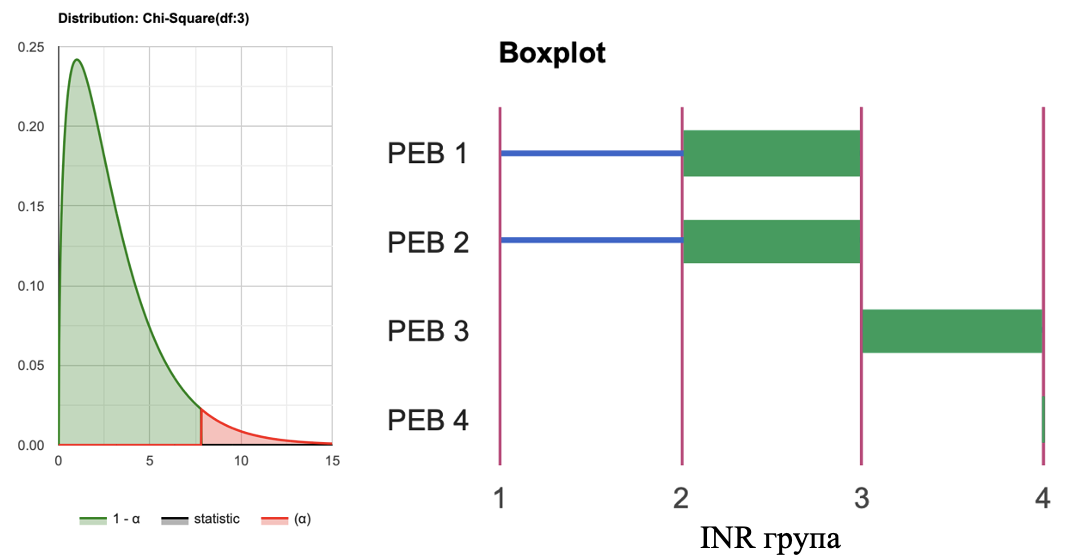 Distribution: Chi-Square(df:3)
0.25
0.20
0.15
0.10
0.05
0.00
0 5 10 15
1 - α statistic (α)
Boxplot
PEB 1
PEB 2
PEB 3
PEB 4
1 2 3 4
INR група